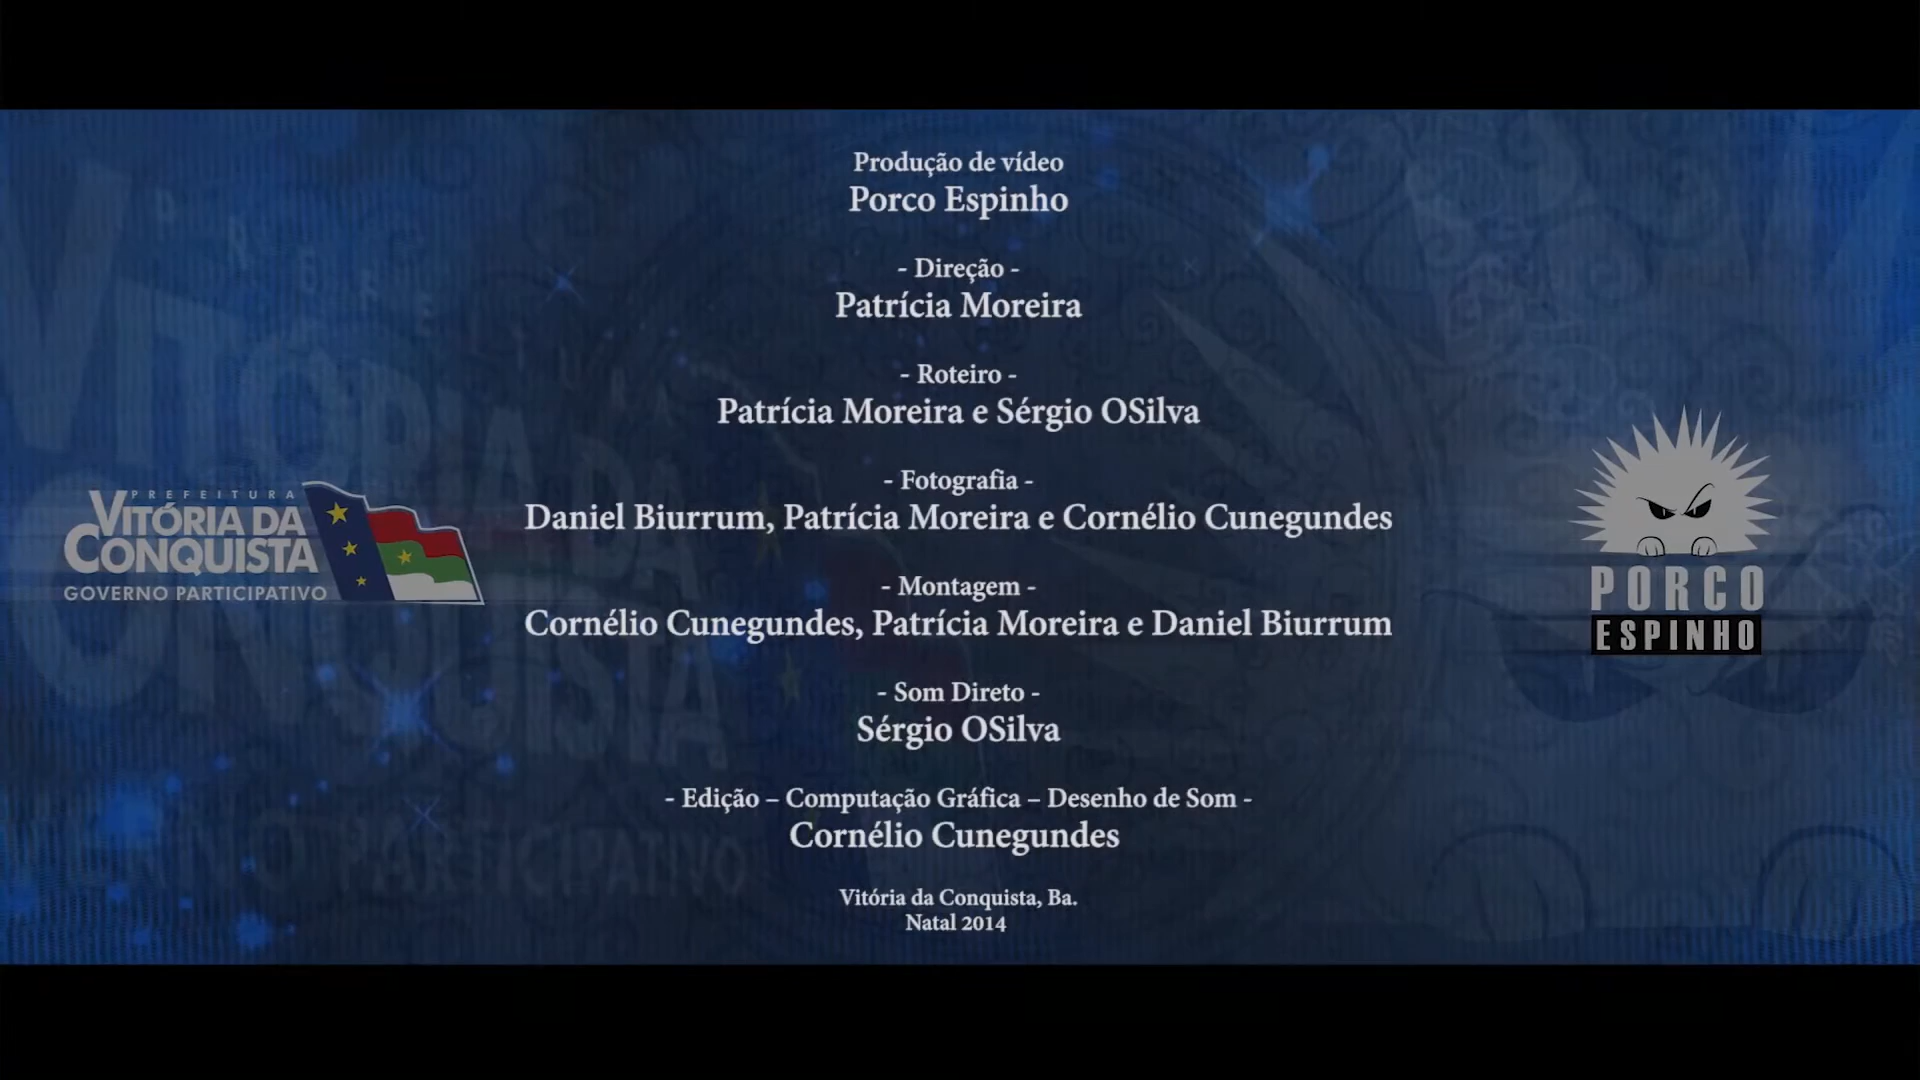 Produção de vídeo
Porco Espinho
- Direção -
Patrícia Moreira
- Roteiro -
Patrícia Moreira e Sérgio OSilva
- Fotografia -
Daniel Biurrum, Patrícia Moreira e Cornélio Cunegundes
- Montagem -
Cornélio Cunegundes, Patrícia Moreira e Daniel Biurrum
- Som Direto -
Sérgio OSilva
- Edição – Computação Gráfica – Desenho de Som -
Cornélio Cunegundes
Vitória da Conquista, Ba.
Natal 2014
PREFEITURA
VITÓRIA DA
CONQUISTA
GOVERNO PARTICIPATIVO
PORCO
ESPINHO